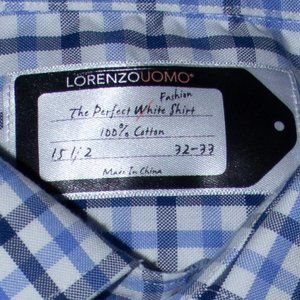 LORENZOUOMO®
Fashion
The Perfect White Shirt
100% Cotton
15 1/2 32-33
Made In China